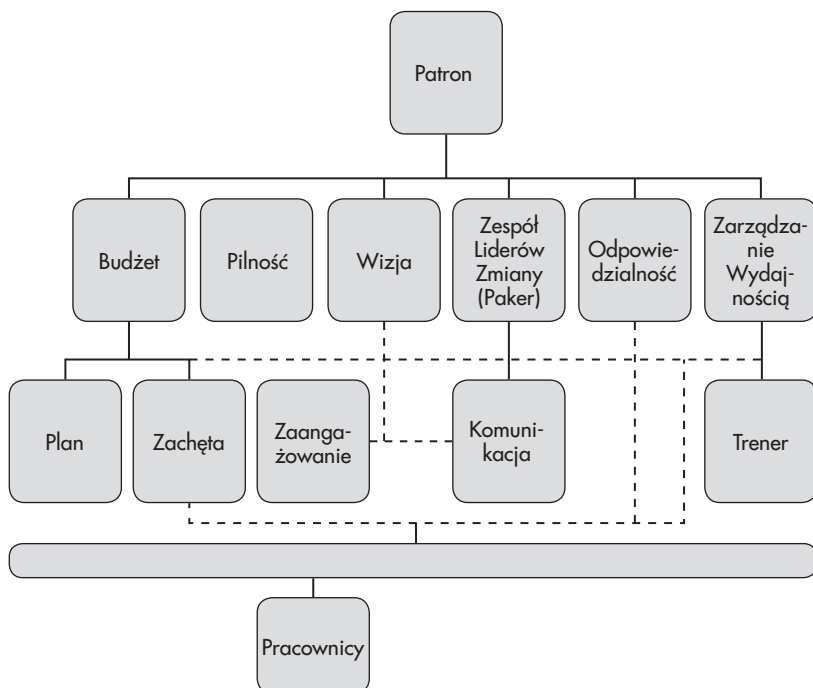 Patron
Budżet
Pilność
Wizja
Zespół
Liderów
Zmiany
(Paker)
Odpowie-
dzialność
Zarządza-
nie
Wydaj-
nością
Plan
Zachęta
Zaanga-
żowanie
Komuni-
kacja
Trener
Pracownicy